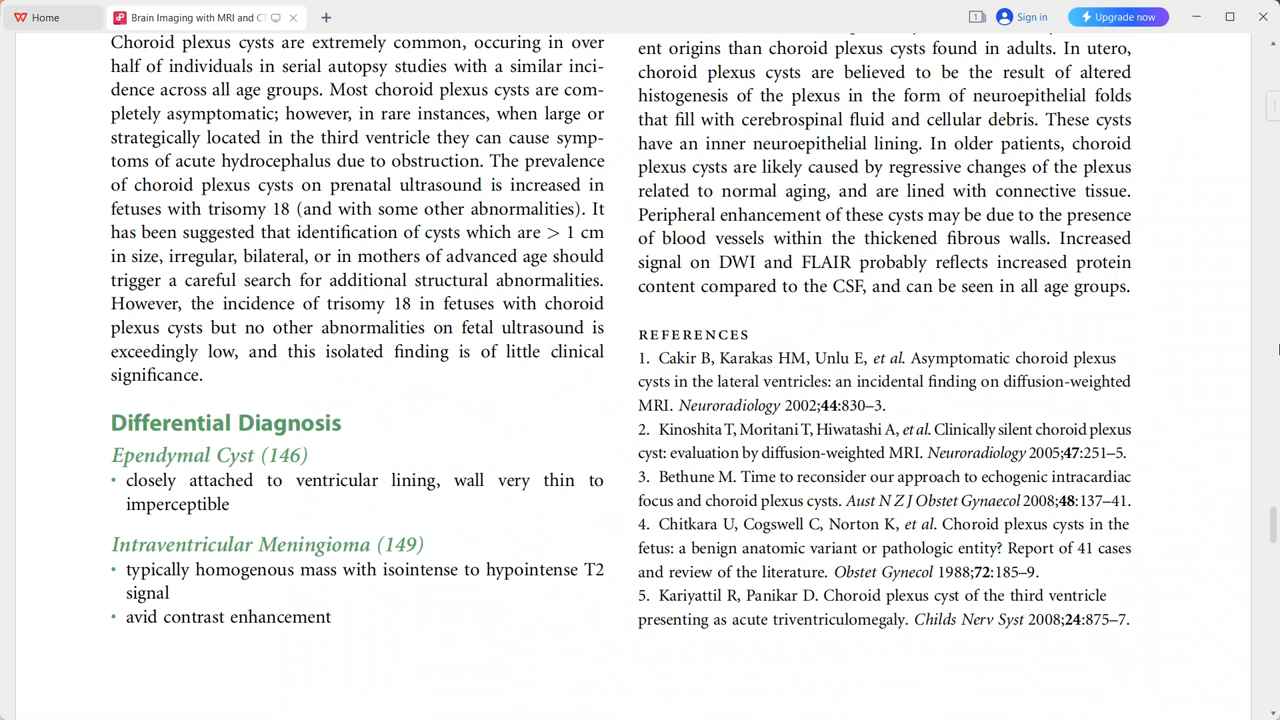 Home
Brain Imaging with MRI and C
Sign in
Upgrade now
Choroid plexus cysts are extremely common, occuring in over
half of individuals in serial autopsy studies with a similar inci-
dence across all age groups. Most choroid plexus cysts are com-
pletely asymptomatic; however, in rare instances, when large or
strategically located in the third ventricle they can cause symp-
toms of acute hydrocephalus due to obstruction. The prevalence
of choroid plexus cysts on prenatal ultrasound is increased in
fetuses with trisomy 18 (and with some other abnormalities). It
has been suggested that identification of cysts which are > 1 cm
in size, irregular, bilateral, or in mothers of advanced age should
trigger a careful search for additional structural abnormalities.
However, the incidence of trisomy 18 in fetuses with choroid
plexus cysts but no other abnormalities on fetal ultrasound is
exceedingly low, and this isolated finding is of little clinical
significance.
Differential Diagnosis
Ependymal Cyst (146)
• closely attached to ventricular lining, wall very thin to
imperceptible
Intraventricular Meningioma (149)
• typically homogenous mass with isointense to hypointense T2
signal
• avid contrast enhancement
ent origins than choroid plexus cysts found in adults. In utero,
choroid plexus cysts are believed to be the result of altered
histogenesis of the plexus in the form of neuroepithelial folds
that fill with cerebrospinal fluid and cellular debris. These cysts
have an inner neuroepithelial lining. In older patients, choroid
plexus cysts are likely caused by regressive changes of the plexus
related to normal aging, and are lined with connective tissue.
Peripheral enhancement of these cysts may be due to the presence
of blood vessels within the thickened fibrous walls. Increased
signal on DWI and FLAIR probably reflects increased protein
content compared to the CSF, and can be seen in all age groups.
REFERENCES
1. Cakir B, Karakas HM, Unlu E, et al. Asymptomatic choroid plexus
cysts in the lateral ventricles: an incidental finding on diffusion-weighted
MRI. Neuroradiology 2002;44:830–3.
2. Kinoshita T, Moritani T, Hiwatashi A, et al. Clinically silent choroid plexus
cyst: evaluation by diffusion-weighted MRI. Neuroradiology 2005;47:251–5.
3. Bethune M. Time to reconsider our approach to echogenic intracardiac
focus and choroid plexus cysts. Aust N Z J Obstet Gynaecol 2008;48:137–41.
4. Chitkara U, Cogswell C, Norton K, et al. Choroid plexus cysts in the
fetus: a benign anatomic variant or pathologic entity? Report of 41 cases
and review of the literature. Obstet Gynecol 1988;72:185–9.
5. Kariyattil R, Panikar D. Choroid plexus cyst of the third ventricle
presenting as acute triventriculomegaly. Childs Nerv Syst 2008;24:875–7.